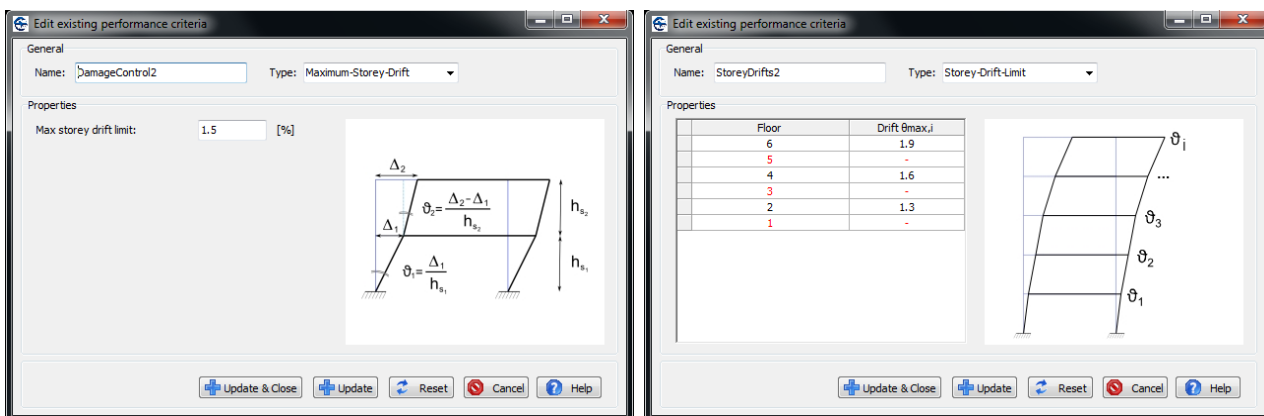 Edit existing performance criteria
General
Name: DamageControl2 Type: Maximum-Storey-Drift
Properties
Max storey drift limit: 1.5 [%]
Δ2
ϑ2= Δ2-Δ1 / hs2
hs2
Δ1
ϑ1= Δ1 / hs1
hs1
Update & Close Update Reset Cancel Help
Edit existing performance criteria
General
Name: StoreyDrifts2 Type: Storey-Drift-Limit
Properties
Floor Drift θmax,i
6 1.9
5 -
4 1.6
3 -
2 1.3
1 -
ϑi
...
ϑ3
ϑ2
ϑ1
Update & Close Update Reset Cancel Help